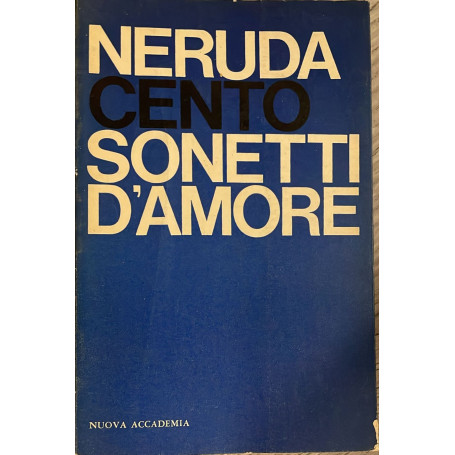 NERUDA
CENTO
SONETTI
D'AMORE
NUOVA ACCADEMIA